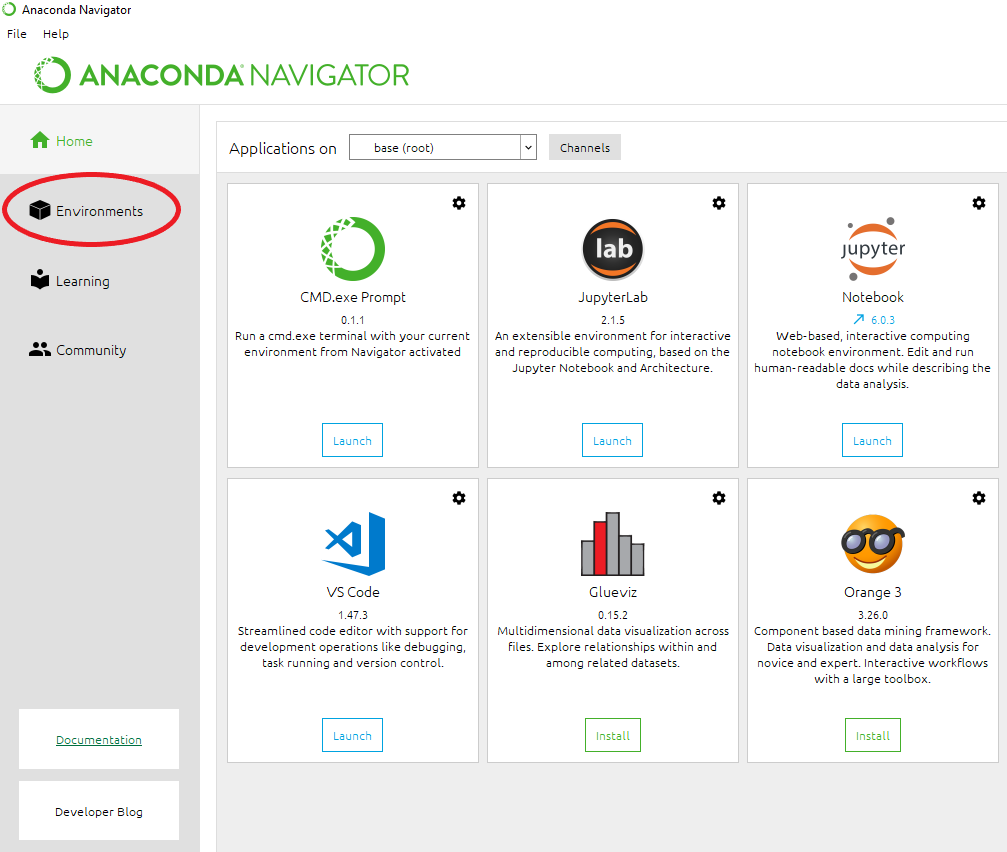 Anaconda Navigator
File Help
ANACONDA NAVIGATOR
Home
Environments
Learning
Community
Documentation
Developer Blog
Applications on base (root) Channels
CMD.exe Prompt
0.1.1
Run a cmd.exe terminal with your current
environment from Navigator activated
Launch
lab
JupyterLab
2.1.5
An extensible environment for interactive
and reproducible computing, based on the
Jupyter Notebook and Architecture.
Launch
jupyter
Notebook
6.0.3
Web-based, interactive computing
notebook environment. Edit and run
human-readable docs while describing the
data analysis.
Launch
VS Code
1.47.3
Streamlined code editor with support for
development operations like debugging,
task running and version control.
Launch
Glueviz
0.15.2
Multidimensional data visualization across
files. Explore relationships within and
among related datasets.
Install
Orange 3
3.26.0
Component based data mining framework.
Data visualization and data analysis for
novice and expert. Interactive workflows
with a large toolbox.
Install